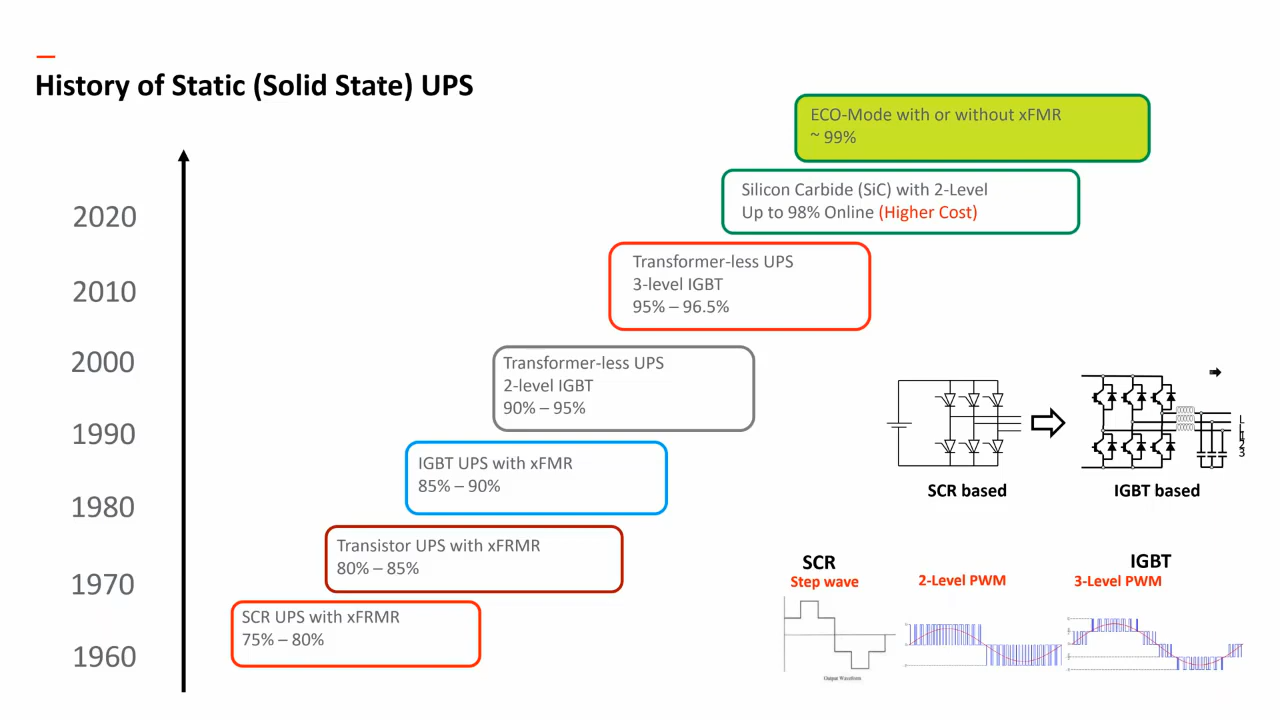 History of Static (Solid State) UPS
ECO-Mode with or without xFMR
~ 99%
Silicon Carbide (SiC) with 2-Level
Up to 98% Online (Higher Cost)
2020
Transformer-less UPS
3-level IGBT
95% – 96.5%
2010
2000
Transformer-less UPS
2-level IGBT
90% – 95%
1990
IGBT UPS with xFMR
85% – 90%
1980
Transistor UPS with xFRMR
80% – 85%
1970
SCR UPS with xFRMR
75% – 80%
1960
SCR based
IGBT based
SCR
Step wave
2-Level PWM
IGBT
3-Level PWM
Output Waveform